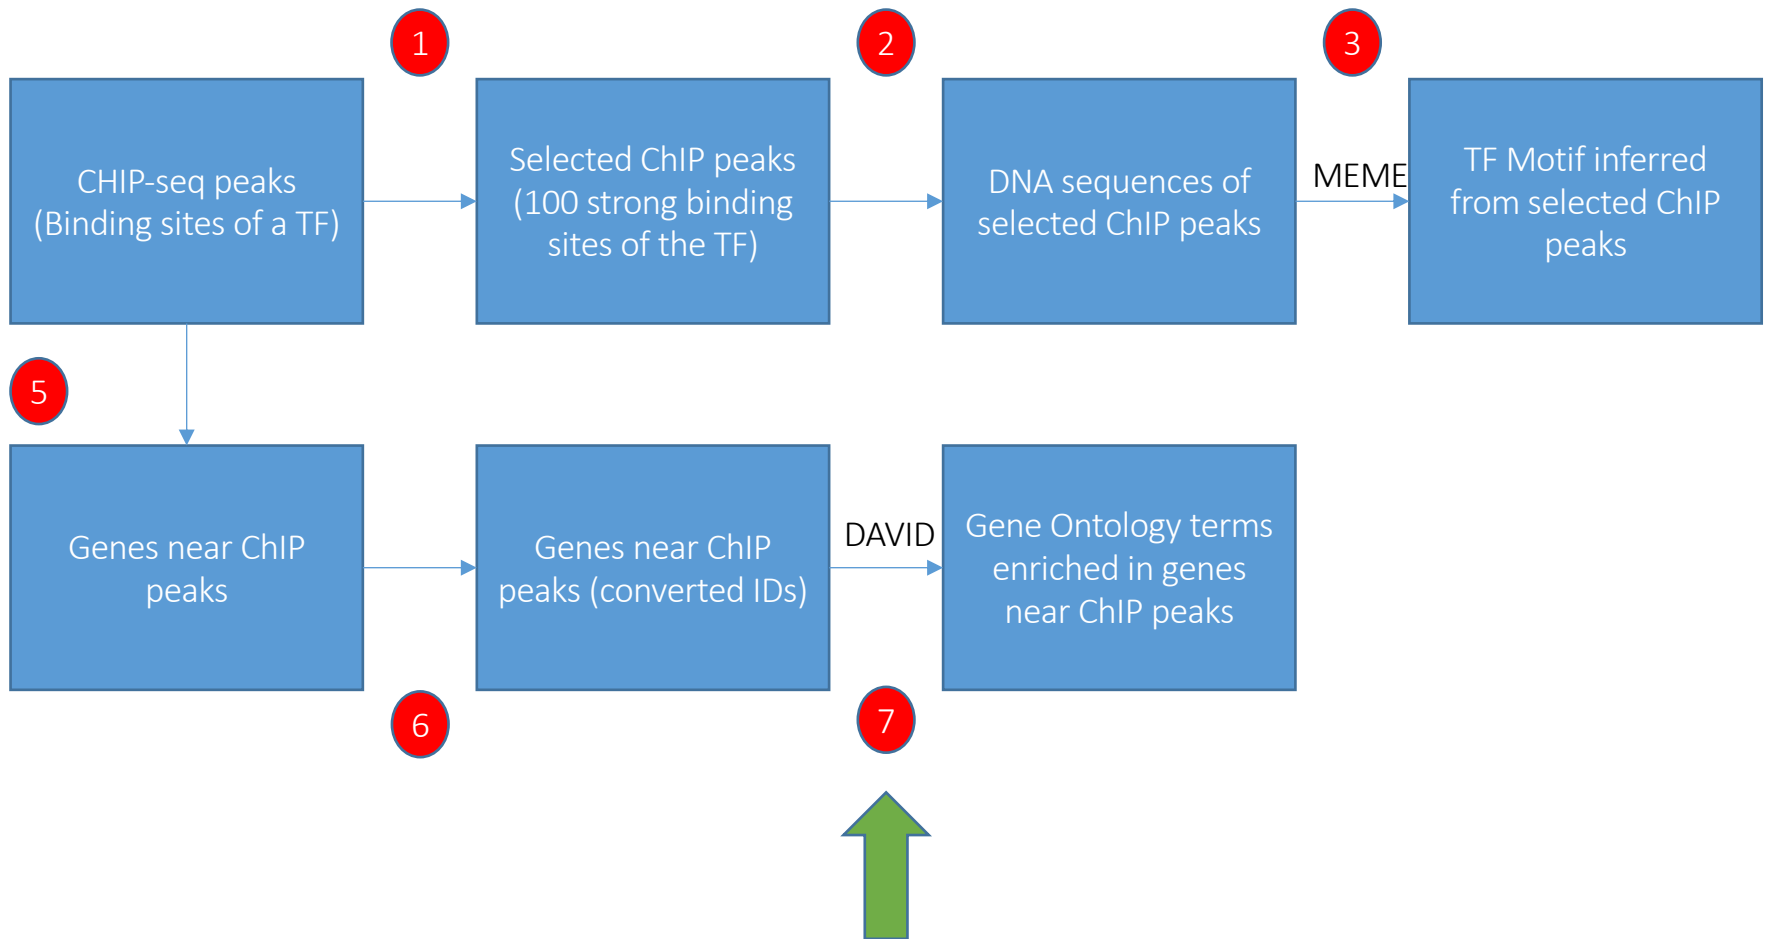 1
2
3
CHIP-seq peaks
(Binding sites of a TF)
Selected ChIP peaks
(100 strong binding
sites of the TF)
DNA sequences of
selected ChIP peaks
MEME
TF Motif inferred
from selected ChIP
peaks
5
Genes near ChIP
peaks
Genes near ChIP
peaks (converted IDs)
DAVID
Gene Ontology terms
enriched in genes
near ChIP peaks
6
7